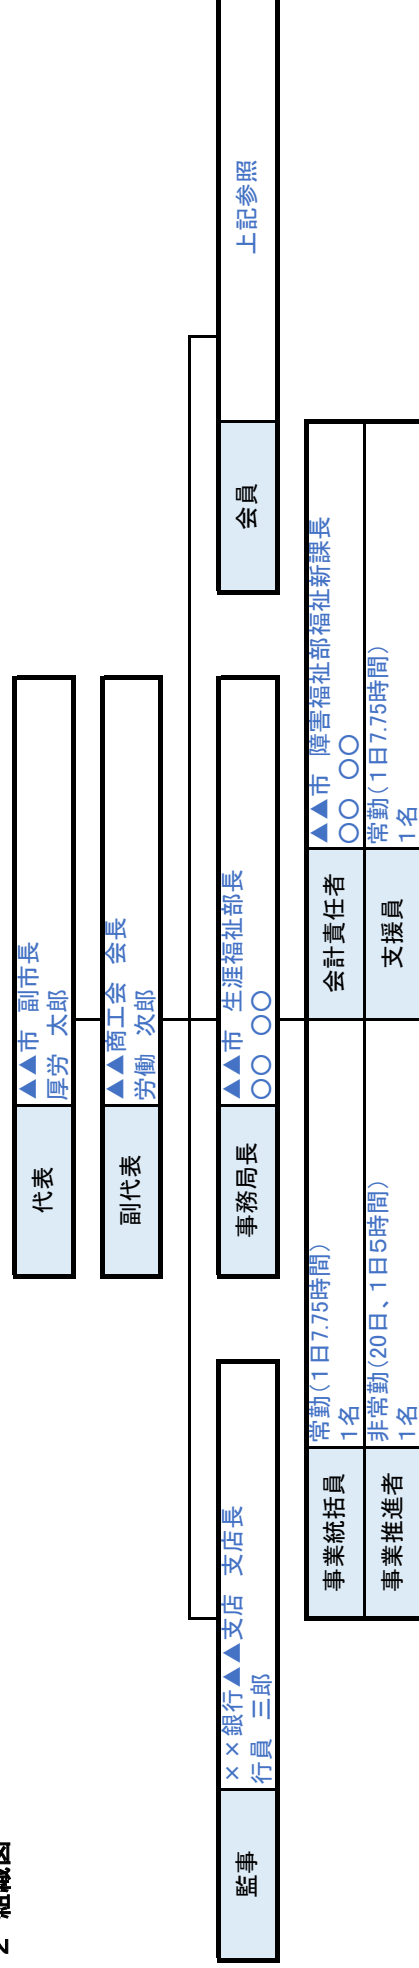 2　組織図
代表
▲▲市　副市長
厚労　太郎
副代表
▲▲商工会　会長
労働　次郎
監事
××銀行▲▲支店　支店長
行員　三郎
事務局長
▲▲市　生涯福祉部長
〇〇　〇〇
会員
上記参照
事業統括員
常勤（1日7.75時間）
1名
会計責任者
▲▲市　障害福祉部福祉新課長
〇〇　〇〇
事業推進者
非常勤（20日、1日5時間）
1名
支援員
常勤（1日7.75時間）
1名